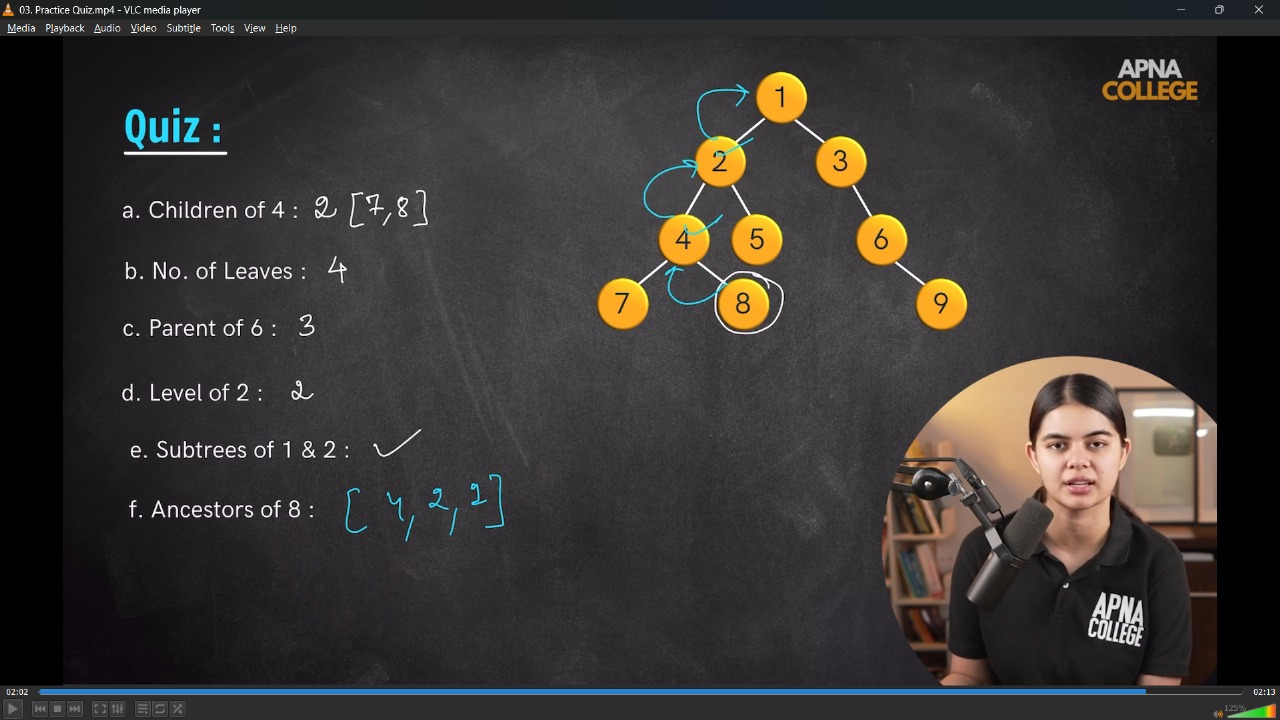 03. Practice Quiz.mp4 - VLC media player
Media Playback Audio Video Subtitle Tools View Help
APNA
COLLEGE
Quiz :
1
2 3
a. Children of 4 : 2 [7,8]
4 5 6
b. No. of Leaves : 4
7 8 9
c. Parent of 6 : 3
d. Level of 2 : 2
e. Subtrees of 1 & 2 : ✓
f. Ancestors of 8 : [4, 2, 1]
APNA
COLLEGE
02:02 02:13
125%